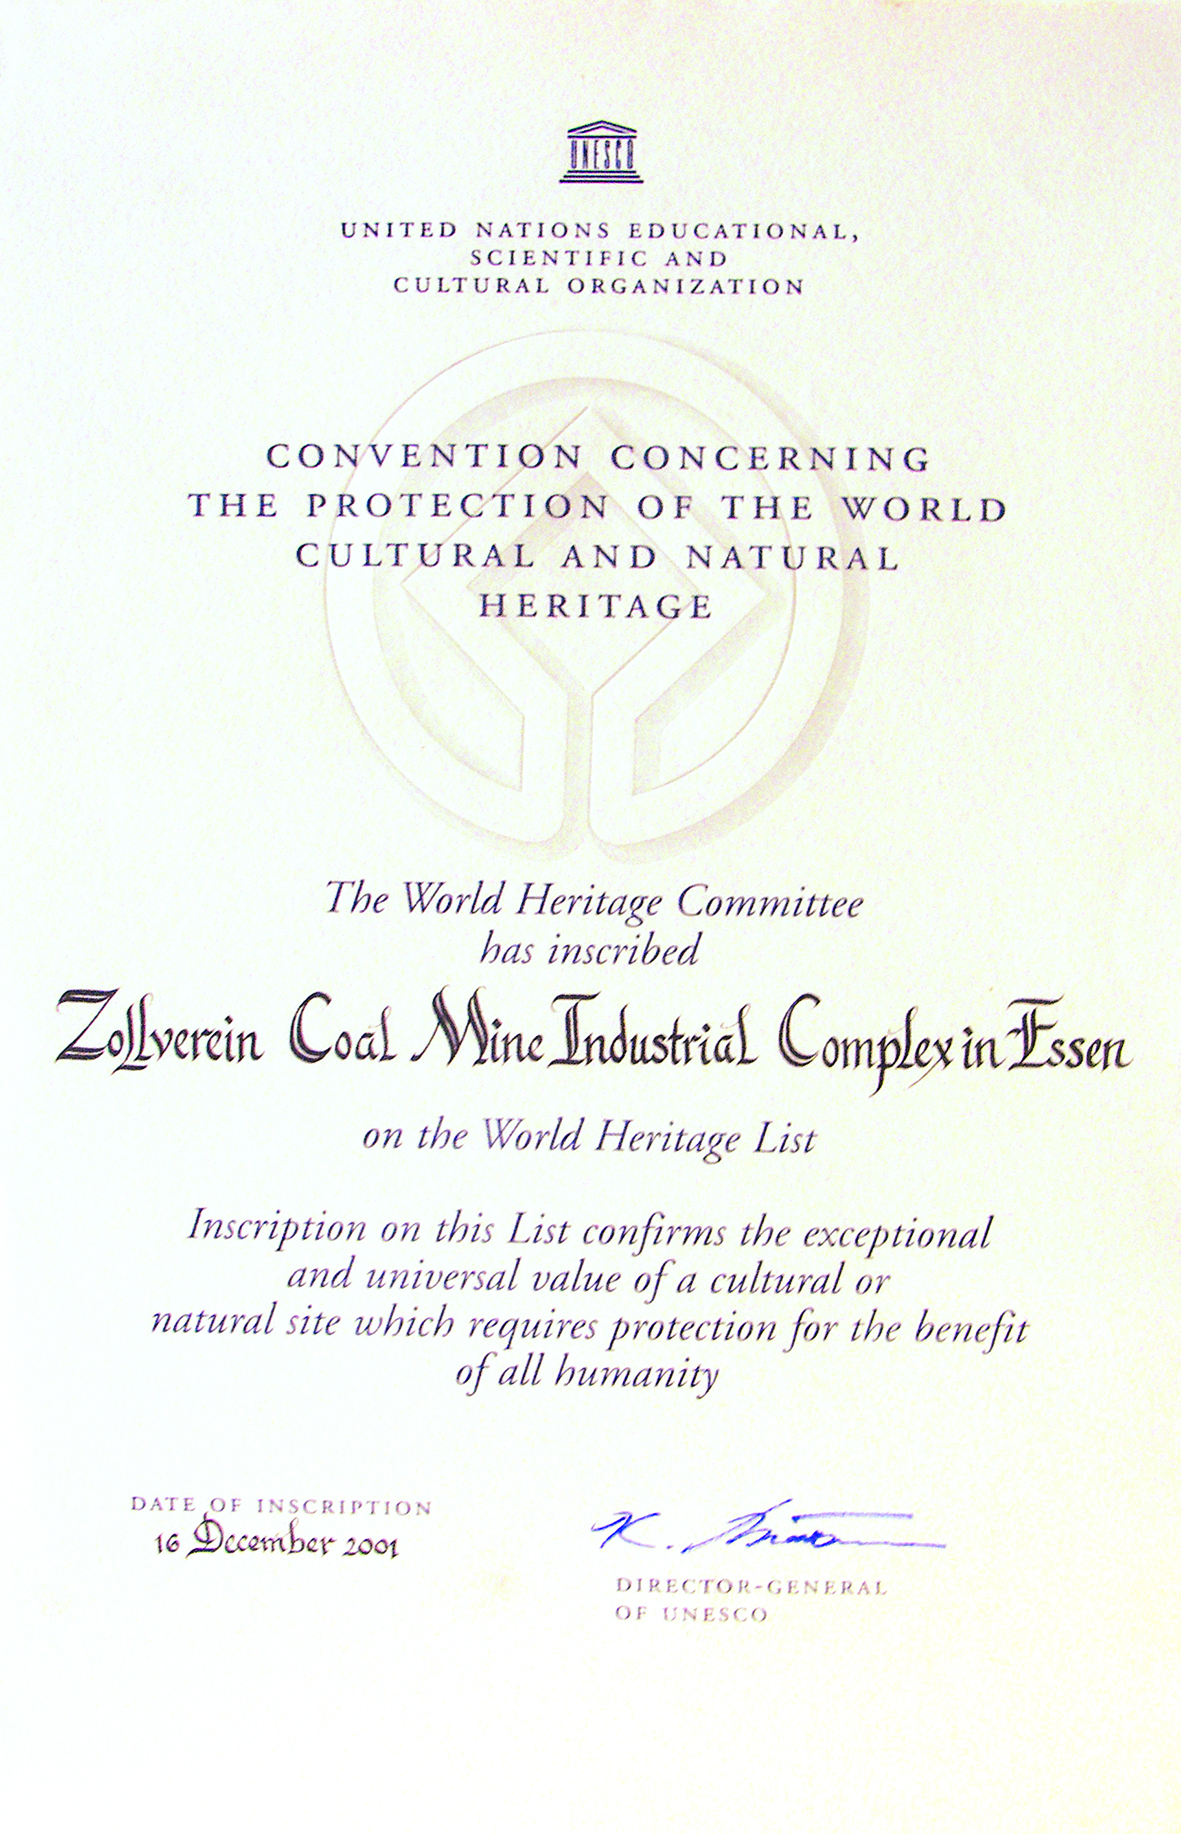 UNESCO
UNITED NATIONS EDUCATIONAL,
SCIENTIFIC AND
CULTURAL ORGANIZATION
CONVENTION CONCERNING
THE PROTECTION OF THE WORLD
CULTURAL AND NATURAL
HERITAGE
The World Heritage Committee
has inscribed
Zollverein Coal Mine Industrial Complex in Essen
on the World Heritage List
Inscription on this List confirms the exceptional
and universal value of a cultural or
natural site which requires protection for the benefit
of all humanity
DATE OF INSCRIPTION
16 December 2001
K.
DIRECTOR-GENERAL
OF UNESCO